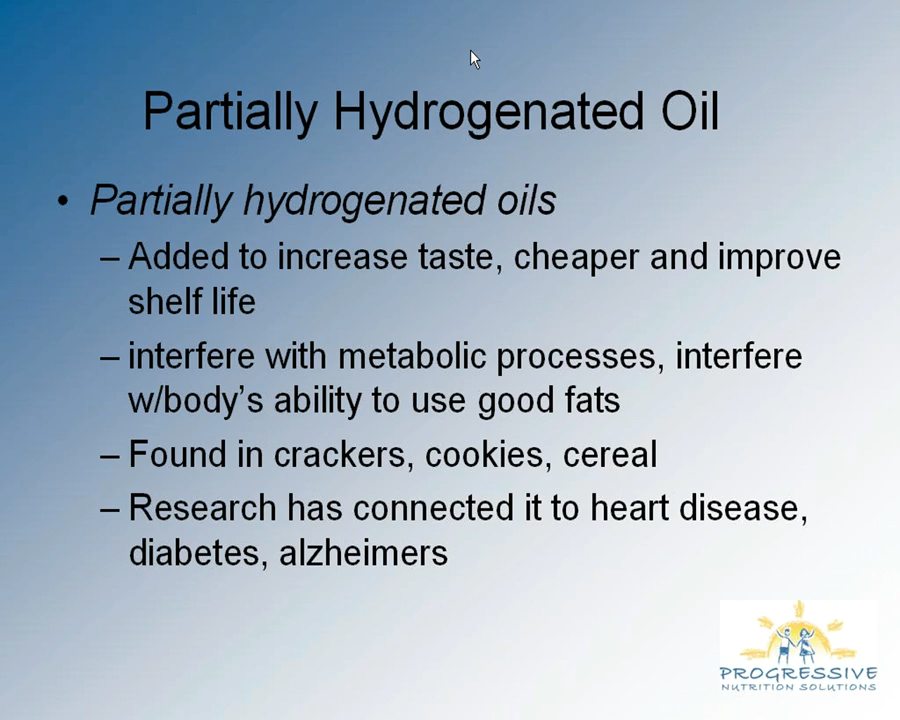 Partially Hydrogenated Oil
• Partially hydrogenated oils
– Added to increase taste, cheaper and improve
shelf life
– interfere with metabolic processes, interfere
w/body's ability to use good fats
– Found in crackers, cookies, cereal
– Research has connected it to heart disease,
diabetes, alzheimers
PROGRESSIVE
NUTRITION SOLUTIONS